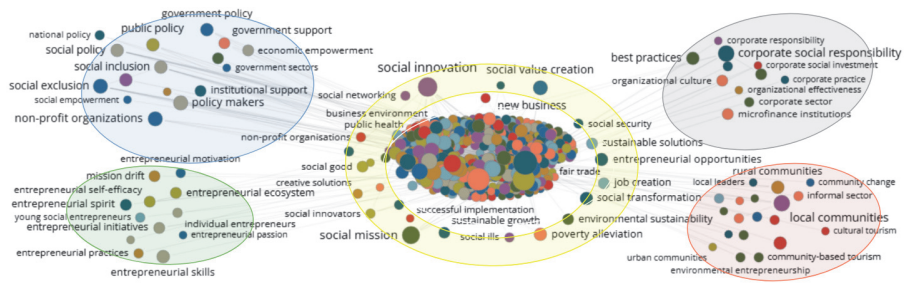 government policy
national policy
public policy
government support
social policy
economic empowerment
social inclusion
government sectors
social exclusion
institutional support
social empowerment
policy makers
non-profit organizations
entrepreneurial motivation
mission drift
entrepreneurial self-efficacy
entrepreneurial ecosystem
entrepreneurial spirit
young social entrepreneurs
individual entrepreneurs
entrepreneurial initiatives
entrepreneurial passion
entrepreneurial practices
entrepreneurial skills
social innovation
social value creation
social networking
new business
business environment
public health
social security
non-profit organisations
sustainable solutions
social good
fair trade
entrepreneurial opportunities
creative solutions
job creation
social transformation
social innovators
successful implementation
sustainable growth
environmental sustainability
social mission
social ills
poverty alleviation
corporate responsibility
best practices
corporate social responsibility
corporate social investment
organizational culture
corporate practice
organizational effectiveness
corporate sector
microfinance institutions
rural communities
local leaders
community change
informal sector
local communities
cultural tourism
urban communities
community-based tourism
environmental entrepreneurship